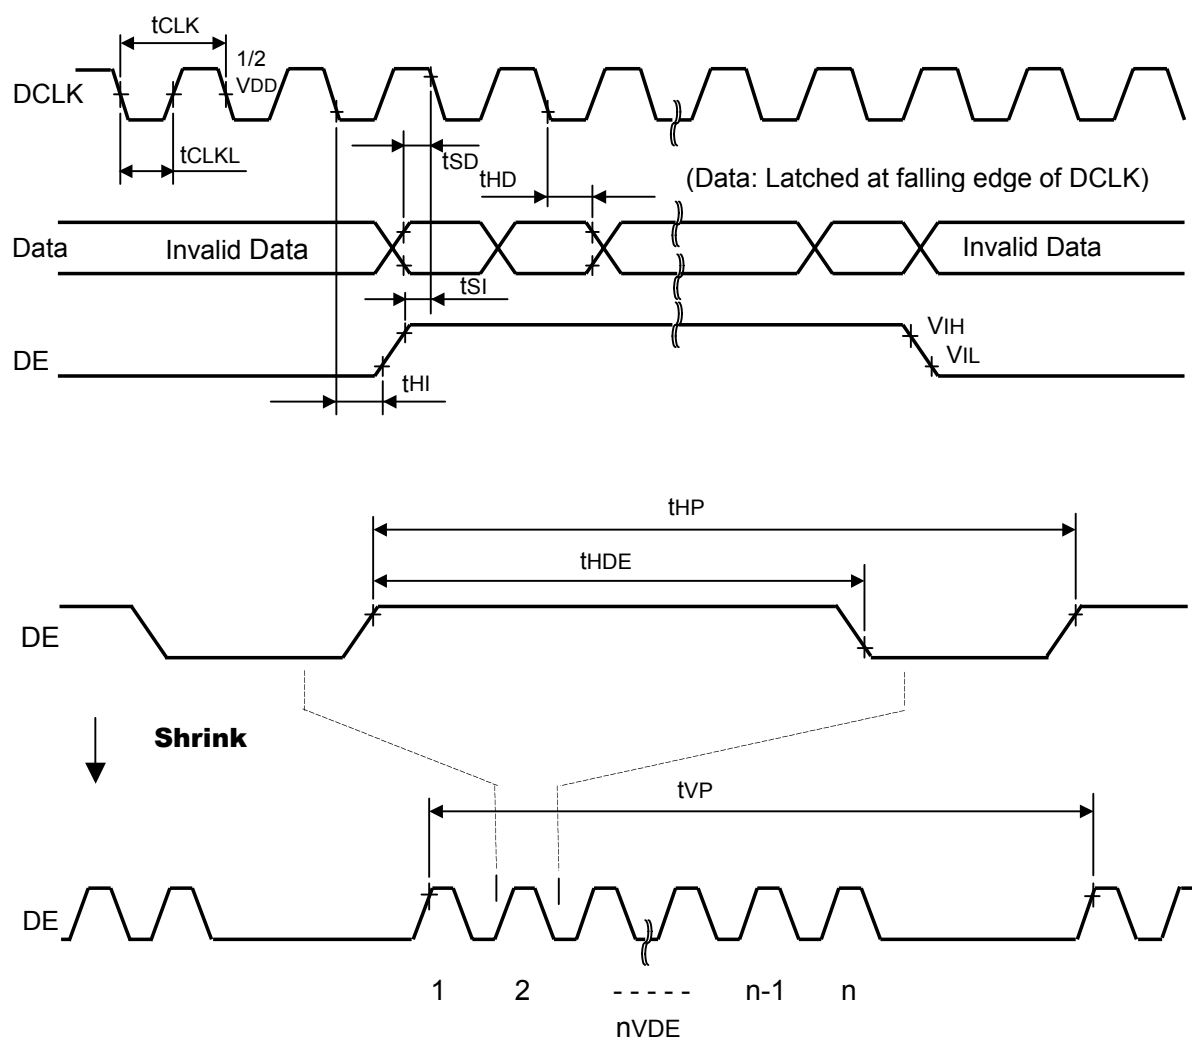 tCLK
1/2
VDD
DCLK
tCLKL
tSD
tHD
(Data: Latched at falling edge of DCLK)
Data
Invalid Data
Invalid Data
tSI
VIH
DE
VIL
tHI
tHP
tHDE
DE
Shrink
tVP
DE
1 2 - - - - - n-1 n
nVDE